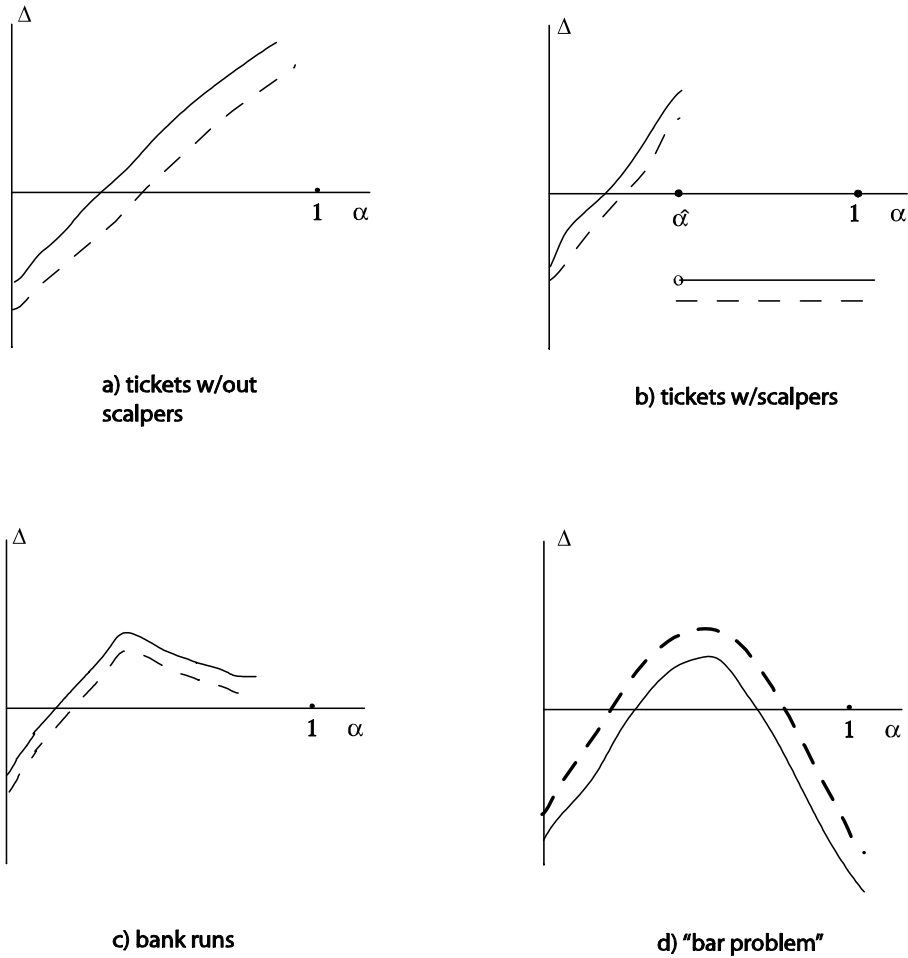 Δ
Δ
1 α
α̂ 1 α
a) tickets w/out
scalpers
b) tickets w/scalpers
Δ
Δ
1 α
1 α
c) bank runs
d) “bar problem”